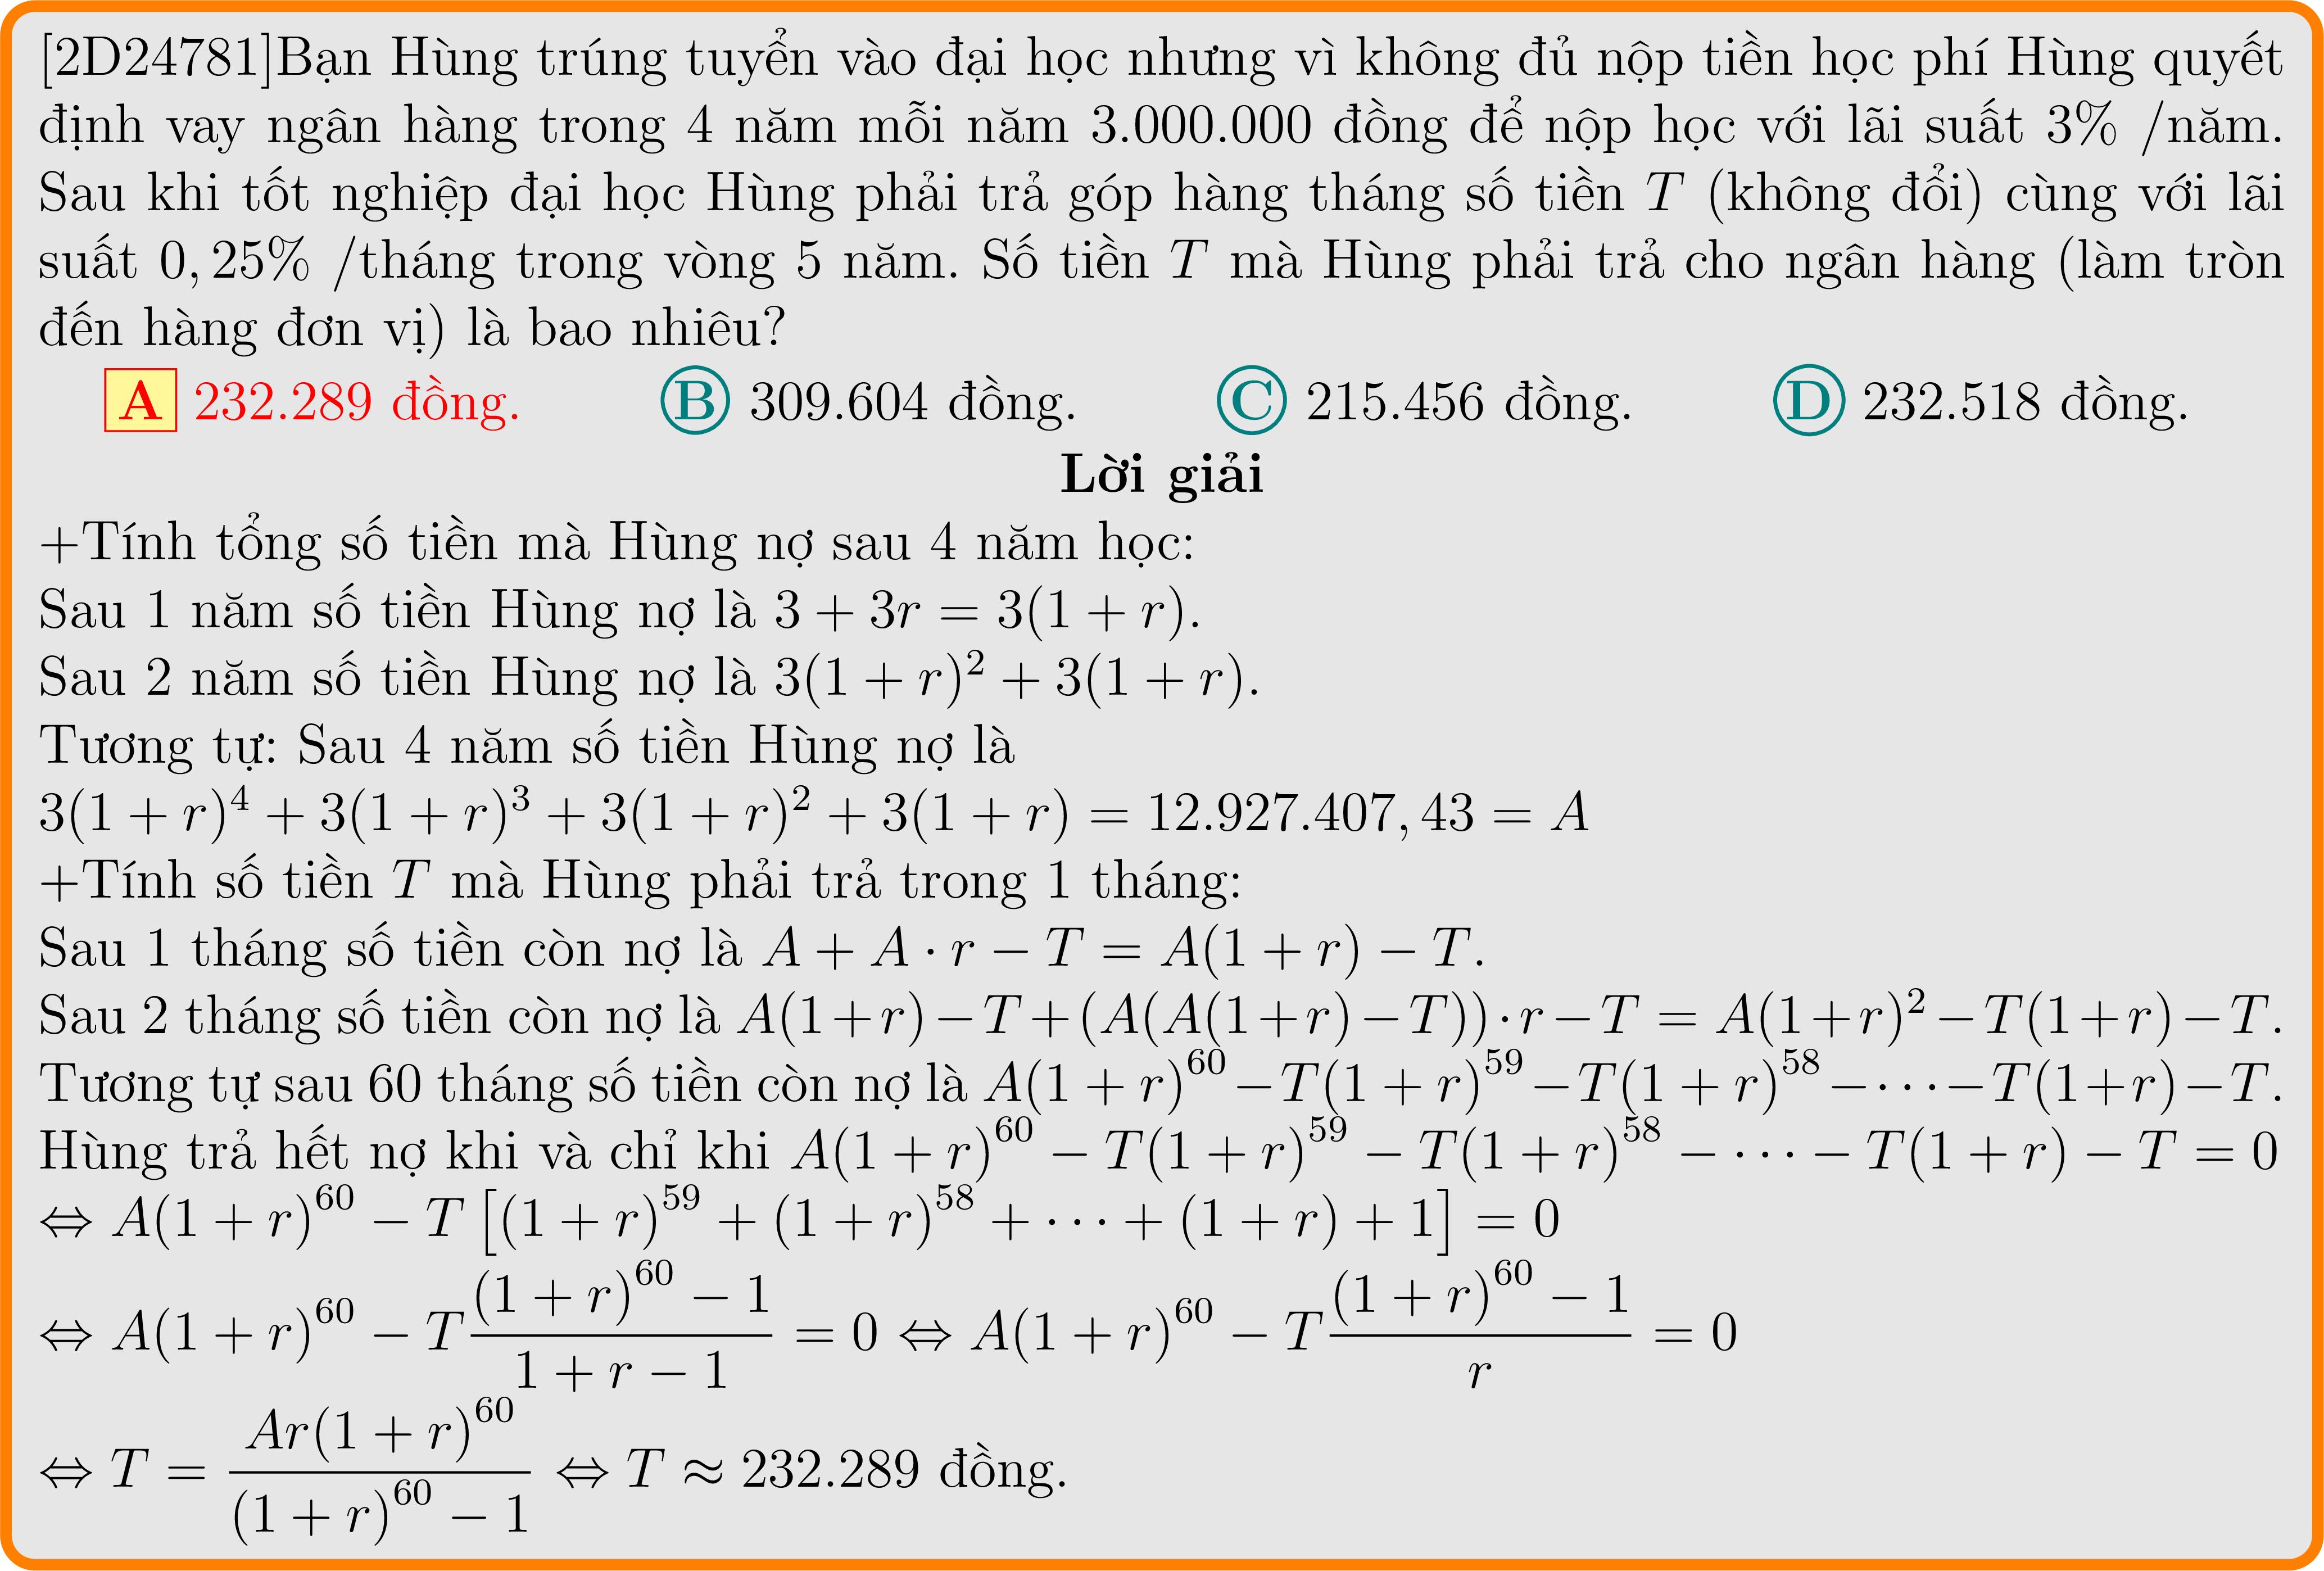 [2D24781]Bạn Hùng trúng tuyển vào đại học nhưng vì không đủ nộp tiền học phí Hùng quyết
định vay ngân hàng trong 4 năm mỗi năm 3.000.000 đồng để nộp học với lãi suất 3% /năm.
Sau khi tốt nghiệp đại học Hùng phải trả góp hàng tháng số tiền T (không đổi) cùng với lãi
suất 0, 25% /tháng trong vòng 5 năm. Số tiền T mà Hùng phải trả cho ngân hàng (làm tròn
đến hàng đơn vị) là bao nhiêu?
A 232.289 đồng. B 309.604 đồng. C 215.456 đồng. D 232.518 đồng.
Lời giải
+Tính tổng số tiền mà Hùng nợ sau 4 năm học:
Sau 1 năm số tiền Hùng nợ là 3 + 3r = 3(1 + r).
Sau 2 năm số tiền Hùng nợ là 3(1 + r)^2 + 3(1 + r).
Tương tự: Sau 4 năm số tiền Hùng nợ là
3(1 + r)^4 + 3(1 + r)^3 + 3(1 + r)^2 + 3(1 + r) = 12.927.407, 43 = A
+Tính số tiền T mà Hùng phải trả trong 1 tháng:
Sau 1 tháng số tiền còn nợ là A + A · r − T = A(1 + r) − T.
Sau 2 tháng số tiền còn nợ là A(1+r)−T+(A(A(1+r)−T))·r−T = A(1+r)^2−T(1+r)−T.
Tương tự sau 60 tháng số tiền còn nợ là A(1 + r)^60−T(1 + r)^59−T(1 + r)^58−···−T(1+r)−T.
Hùng trả hết nợ khi và chỉ khi A(1 + r)^60 − T(1 + r)^59 − T(1 + r)^58 − ··· − T(1 + r) − T = 0
⇔ A(1 + r)^60 − T [(1 + r)^59 + (1 + r)^58 + ··· + (1 + r) + 1] = 0
⇔ A(1 + r)^60 − T \frac{(1 + r)^60 − 1}{1 + r − 1} = 0 ⇔ A(1 + r)^60 − T \frac{(1 + r)^60 − 1}{r} = 0
⇔ T = \frac{Ar(1 + r)^60}{(1 + r)^60 − 1} ⇔ T ≈ 232.289 đồng.